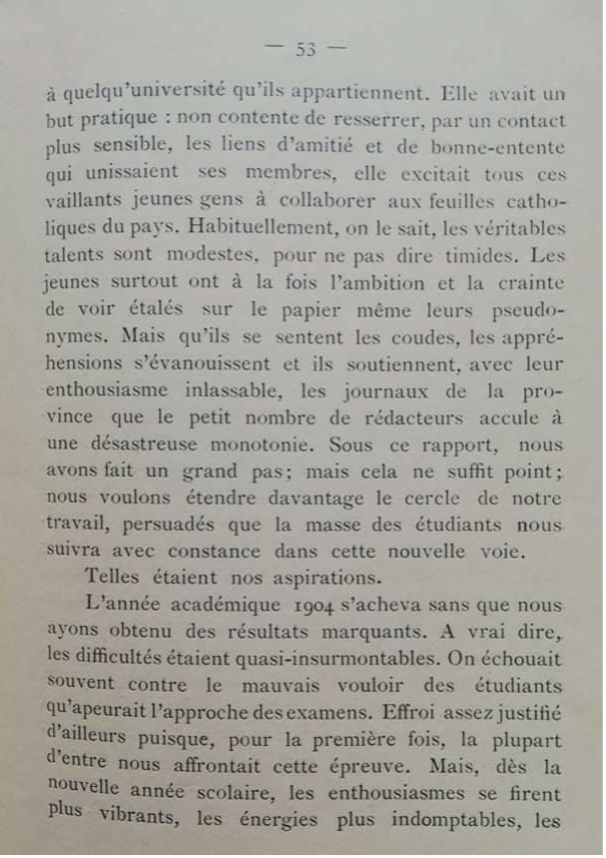 — 53 —
à quelqu'université qu'ils appartiennent. Elle avait un
but pratique : non contente de resserrer, par un contact
plus sensible, les liens d'amitié et de bonne-entente
qui unissaient ses membres, elle excitait tous ces
vaillants jeunes gens à collaborer aux feuilles catho-
liques du pays. Habituellement, on le sait, les véritables
talents sont modestes, pour ne pas dire timides. Les
jeunes surtout ont à la fois l'ambition et la crainte
de voir étalés sur le papier même leurs pseudo-
nymes. Mais qu'ils se sentent les coudes, les appré-
hensions s'évanouissent et ils soutiennent, avec leur
enthousiasme inlassable, les journaux de la pro-
vince que le petit nombre de rédacteurs accule à
une désastreuse monotonie. Sous ce rapport, nous
avons fait un grand pas; mais cela ne suffit point;
nous voulons étendre davantage le cercle de notre
travail, persuadés que la masse des étudiants nous
suivra avec constance dans cette nouvelle voie.
Telles étaient nos aspirations.
L'année académique 1904 s'acheva sans que nous
ayons obtenu des résultats marquants. A vrai dire,
les difficultés étaient quasi-insurmontables. On échouait
souvent contre le mauvais vouloir des étudiants
qu'apeurait l'approche des examens. Effroi assez justifié
d'ailleurs puisque, pour la première fois, la plupart
d'entre nous affrontait cette épreuve. Mais, dès la
nouvelle année scolaire, les enthousiasmes se firent
plus vibrants, les énergies plus indomptables, les